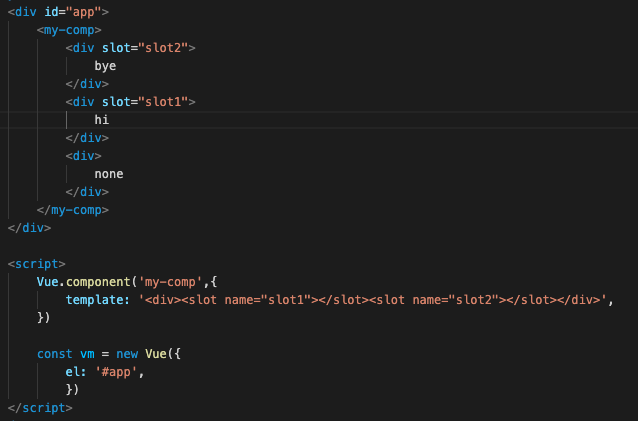 <div id="app">
<my-comp>
<div slot="slot2">
bye
</div>
<div slot="slot1">
hi
</div>
<div>
none
</div>
</my-comp>
</div>
<script>
Vue.component('my-comp',{
template: '<div><slot name="slot1"></slot><slot name="slot2"></slot></div>',
})
const vm = new Vue({
el: '#app',
})
</script>